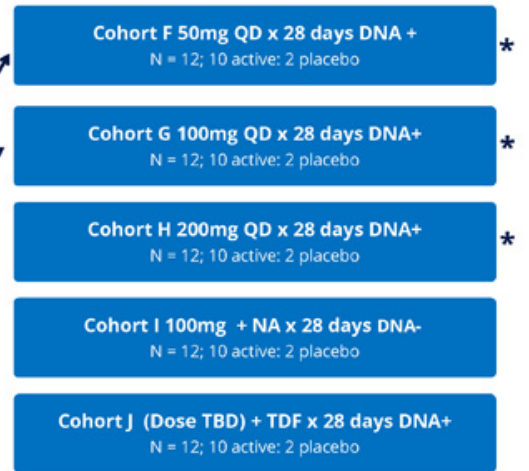 Cohort F 50mg QD x 28 days DNA +
N = 12; 10 active: 2 placebo
*
Cohort G 100mg QD x 28 days DNA+
N = 12; 10 active: 2 placebo
*
Cohort H 200mg QD x 28 days DNA+
N = 12; 10 active: 2 placebo
*
Cohort I 100mg + NA x 28 days DNA-
N = 12; 10 active: 2 placebo
Cohort J (Dose TBD) + TDF x 28 days DNA+
N = 12; 10 active: 2 placebo